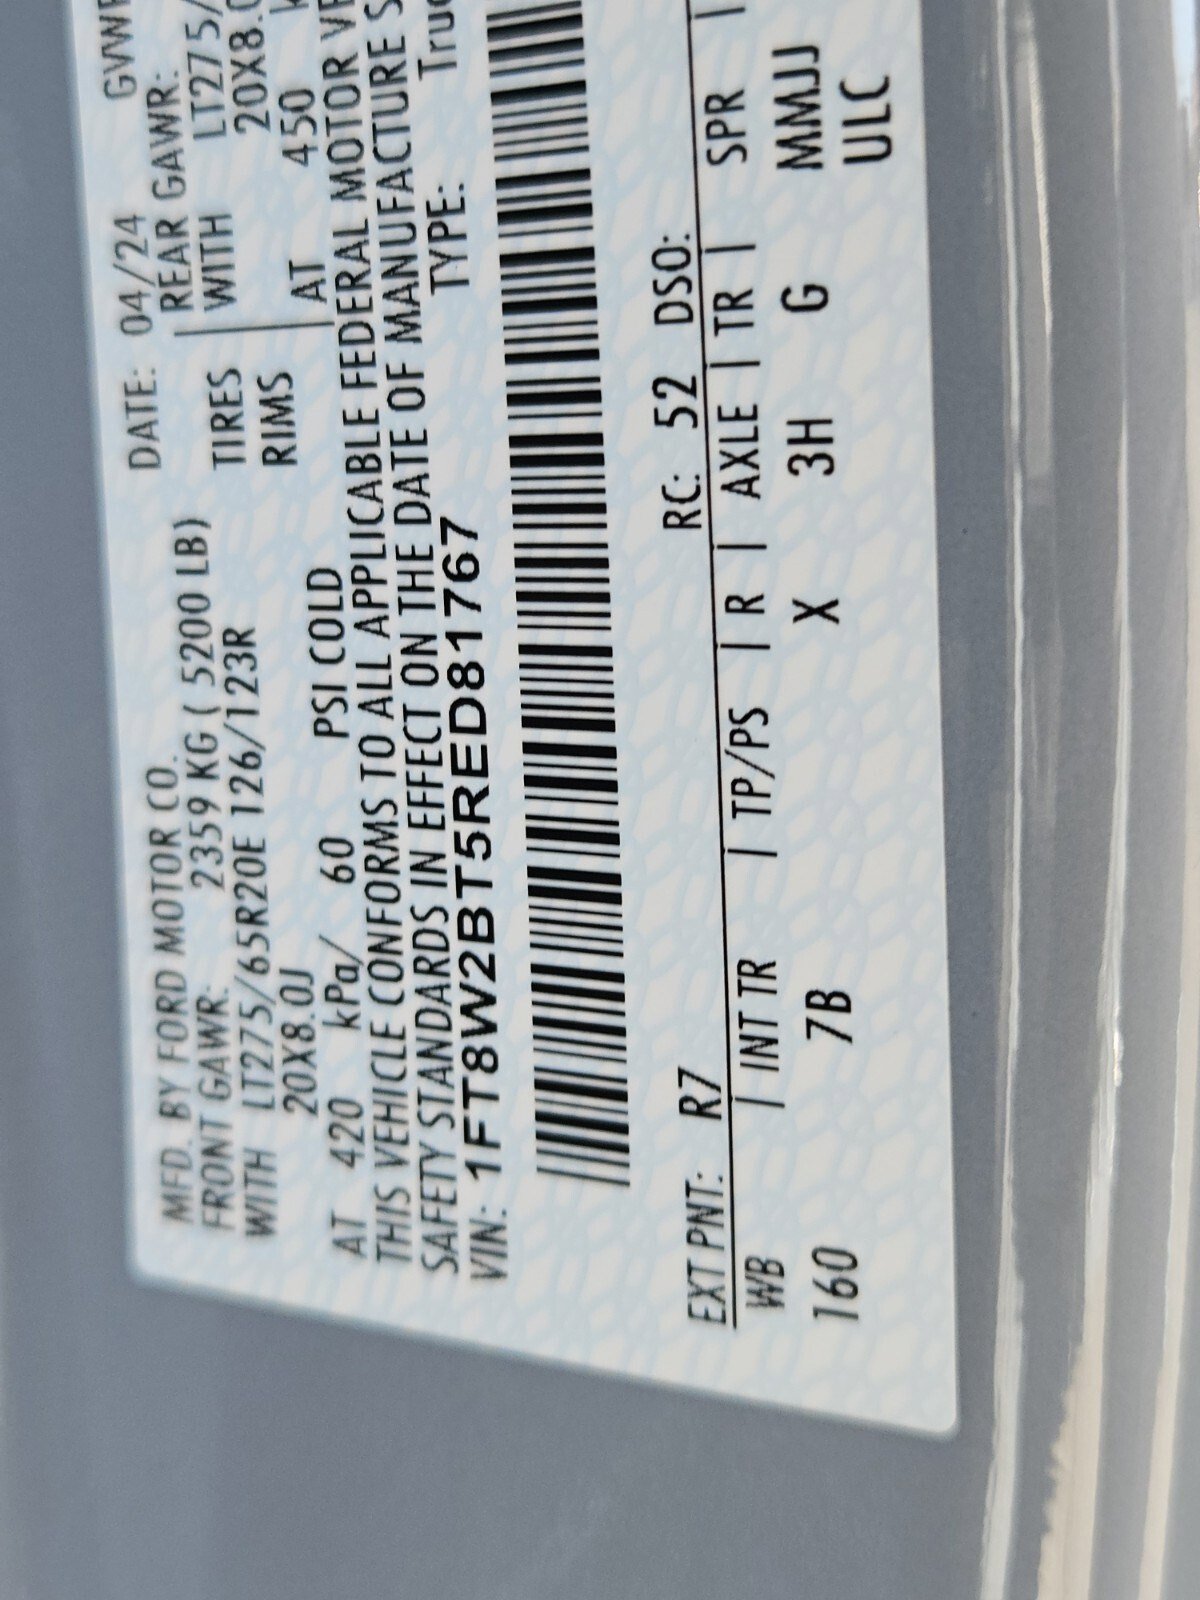 MFD. BY FORD MOTOR CO.
DATE: 04/24
FRONT GAWR: 2359 KG ( 5200 LB)
REAR GAWR:
WITH LT275/65R20E 126/123R
TIRES
WITH
20X8.0J
RIMS
AT 420 kPa/ 60 PSI COLD
AT 450
THIS VEHICLE CONFORMS TO ALL APPLICABLE FEDERAL MOTOR
SAFETY STANDARDS IN EFFECT ON THE DATE OF MANUFACTURE
VIN: 1FT8W2BT5RED81767
TYPE:
EXT PNT: R7 RC: 52 DSO:
WB | INT TR | TP/PS | R | AXLE | TR | SPR |
160 7B X 3H G MMJJ
ULC